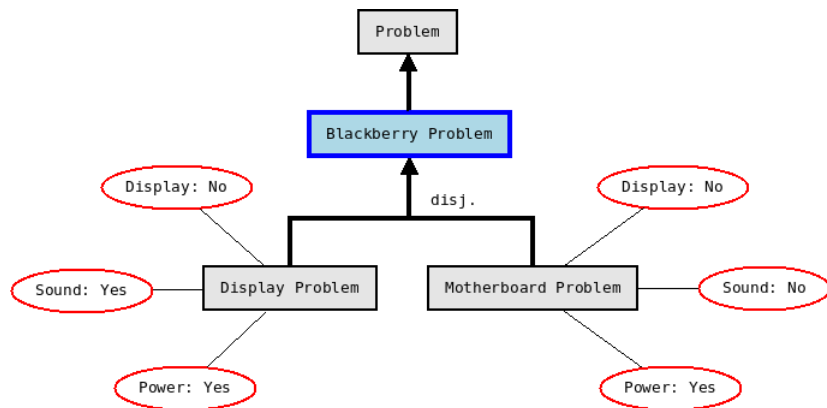 Problem
Blackberry Problem
Display: No
disj.
Display: No
Sound: Yes
Display Problem
Motherboard Problem
Sound: No
Power: Yes
Power: Yes